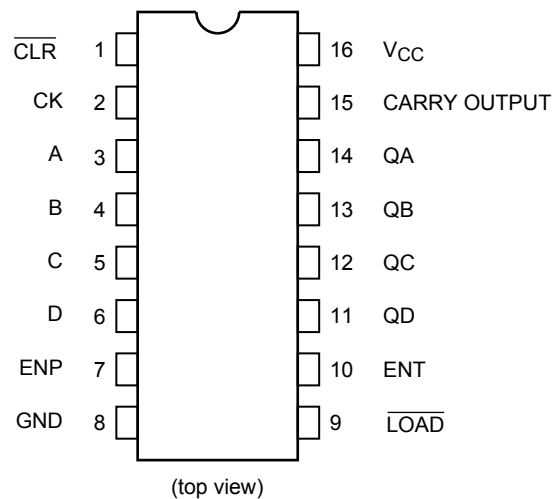 CLR 1 16 VCC
CK 2 15 CARRY OUTPUT
A 3 14 QA
B 4 13 QB
C 5 12 QC
D 6 11 QD
ENP 7 10 ENT
GND 8 9 LOAD
(top view)